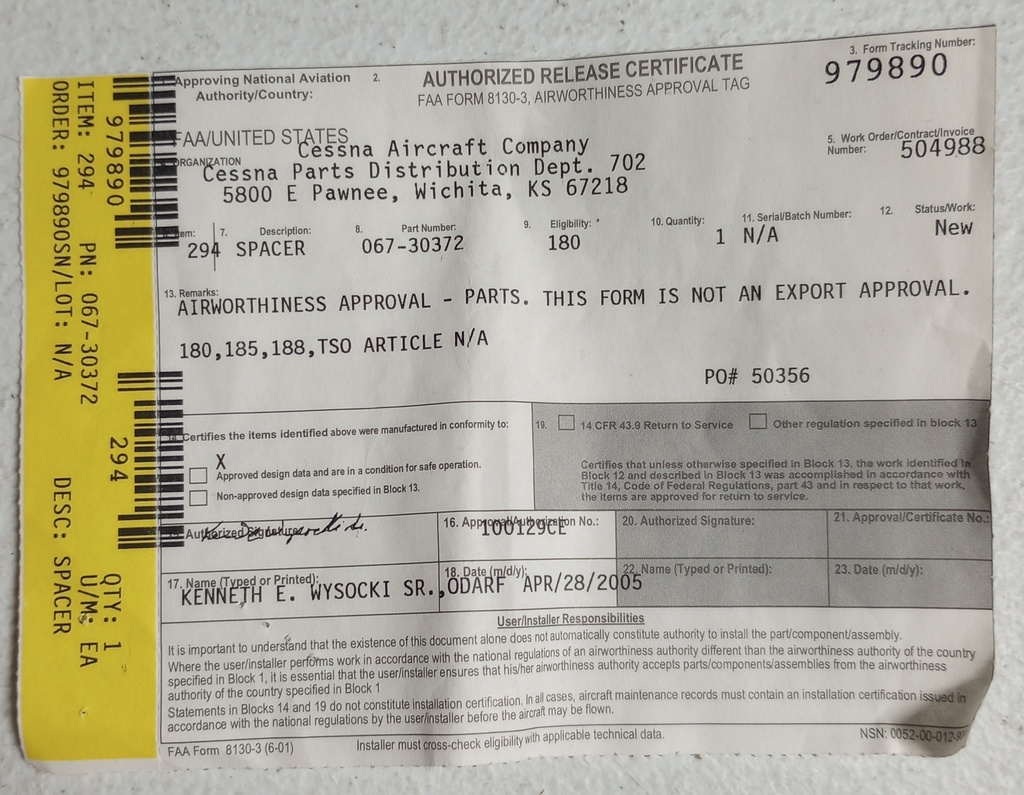 ITEM: 294 PN: 067-30372 QTY: 1
ORDER: 979890SN/LOT: N/A DESC: SPACER U/M: EA
979890
294
Approving National Aviation
Authority/Country:
2.
AUTHORIZED RELEASE CERTIFICATE
FAA FORM 8130-3, AIRWORTHINESS APPROVAL TAG
3. Form Tracking Number:
979890
FAA/UNITED STATES
ORGANIZATION
Cessna Aircraft Company
Cessna Parts Distribution Dept. 702
5800 E Pawnee, Wichita, KS 67218
5. Work Order/Contract/Invoice
Number: 504988
7. Description: 8. Part Number: 9. Eligibility: * 10. Quantity: 11. Serial/Batch Number: 12. Status/Work:
294 SPACER 067-30372 180 1 N/A New
13. Remarks:
AIRWORTHINESS APPROVAL - PARTS. THIS FORM IS NOT AN EXPORT APPROVAL.
180,185,188,TSO ARTICLE N/A
PO# 50356
Certifies the items identified above were manufactured in conformity to:
X
Approved design data and are in a condition for safe operation.
Non-approved design data specified in Block 13.
19. 14 CFR 43.9 Return to Service Other regulation specified in block 13
Certifies that unless otherwise specified in Block 13, the work identified in
Block 12 and described in Block 13 was accomplished in accordance with
Title 14, Code of Federal Regulations, part 43 and in respect to that work,
the items are approved for return to service.
Authorized Signature:
16. Approval/Authorization No.:
100129CE
20. Authorized Signature:
21. Approval/Certificate No.:
17. Name (Typed or Printed):
KENNETH E. WYSOCKI SR.,ODARF
18. Date (m/d/y):
APR/28/2005
22. Name (Typed or Printed):
23. Date (m/d/y):
User/Installer Responsibilities
It is important to understand that the existence of this document alone does not automatically constitute authority to install the part/component/assembly.
Where the user/installer performs work in accordance with the national regulations of an airworthiness authority different than the airworthiness authority of the country
specified in Block 1, it is essential that the user/installer ensures that his/her airworthiness authority accepts parts/components/assemblies from the airworthiness
authority of the country specified in Block 1
Statements in Blocks 14 and 19 do not constitute installation certification. In all cases, aircraft maintenance records must contain an installation certification issued in
accordance with the national regulations by the user/installer before the aircraft may be flown.
FAA Form 8130-3 (6-01)
Installer must cross-check eligibility with applicable technical data.
NSN: 0052-00-012-9